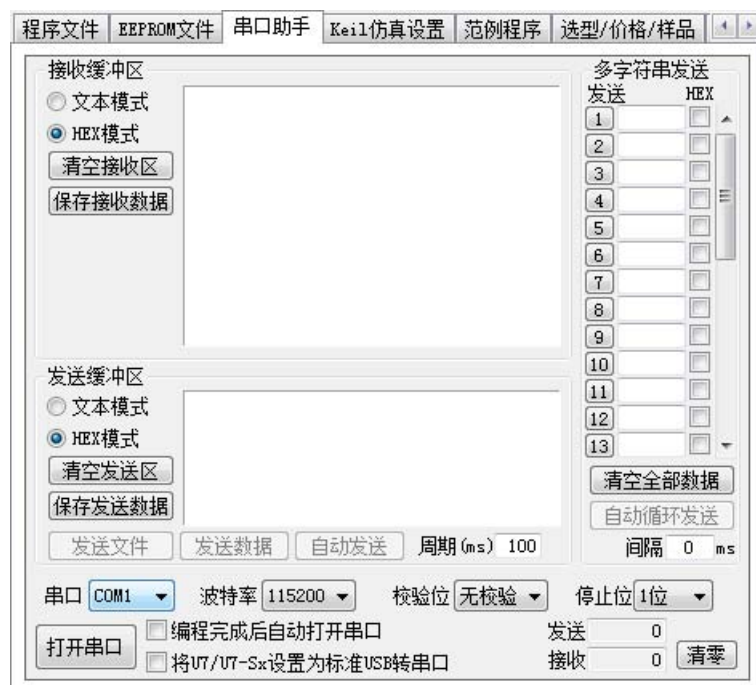 程序文件 EEPROM文件 串口助手 Keil仿真设置 范例程序 选型/价格/样品
接收缓冲区
文本模式
HEX模式
清空接收区
保存接收数据
多字符串发送
发送 HEX
1
2
3
4
5
6
7
8
9
10
11
12
13
清空全部数据
自动循环发送
间隔 0 ms
发送缓冲区
文本模式
HEX模式
清空发送区
保存发送数据
发送文件 发送数据 自动发送 周期(ms) 100
串口 COM1 波特率 115200 校验位 无校验 停止位 1位
打开串口
编程完成后自动打开串口
将U7/U7-Sx设置为标准USB转串口
发送 0
接收 0
清零